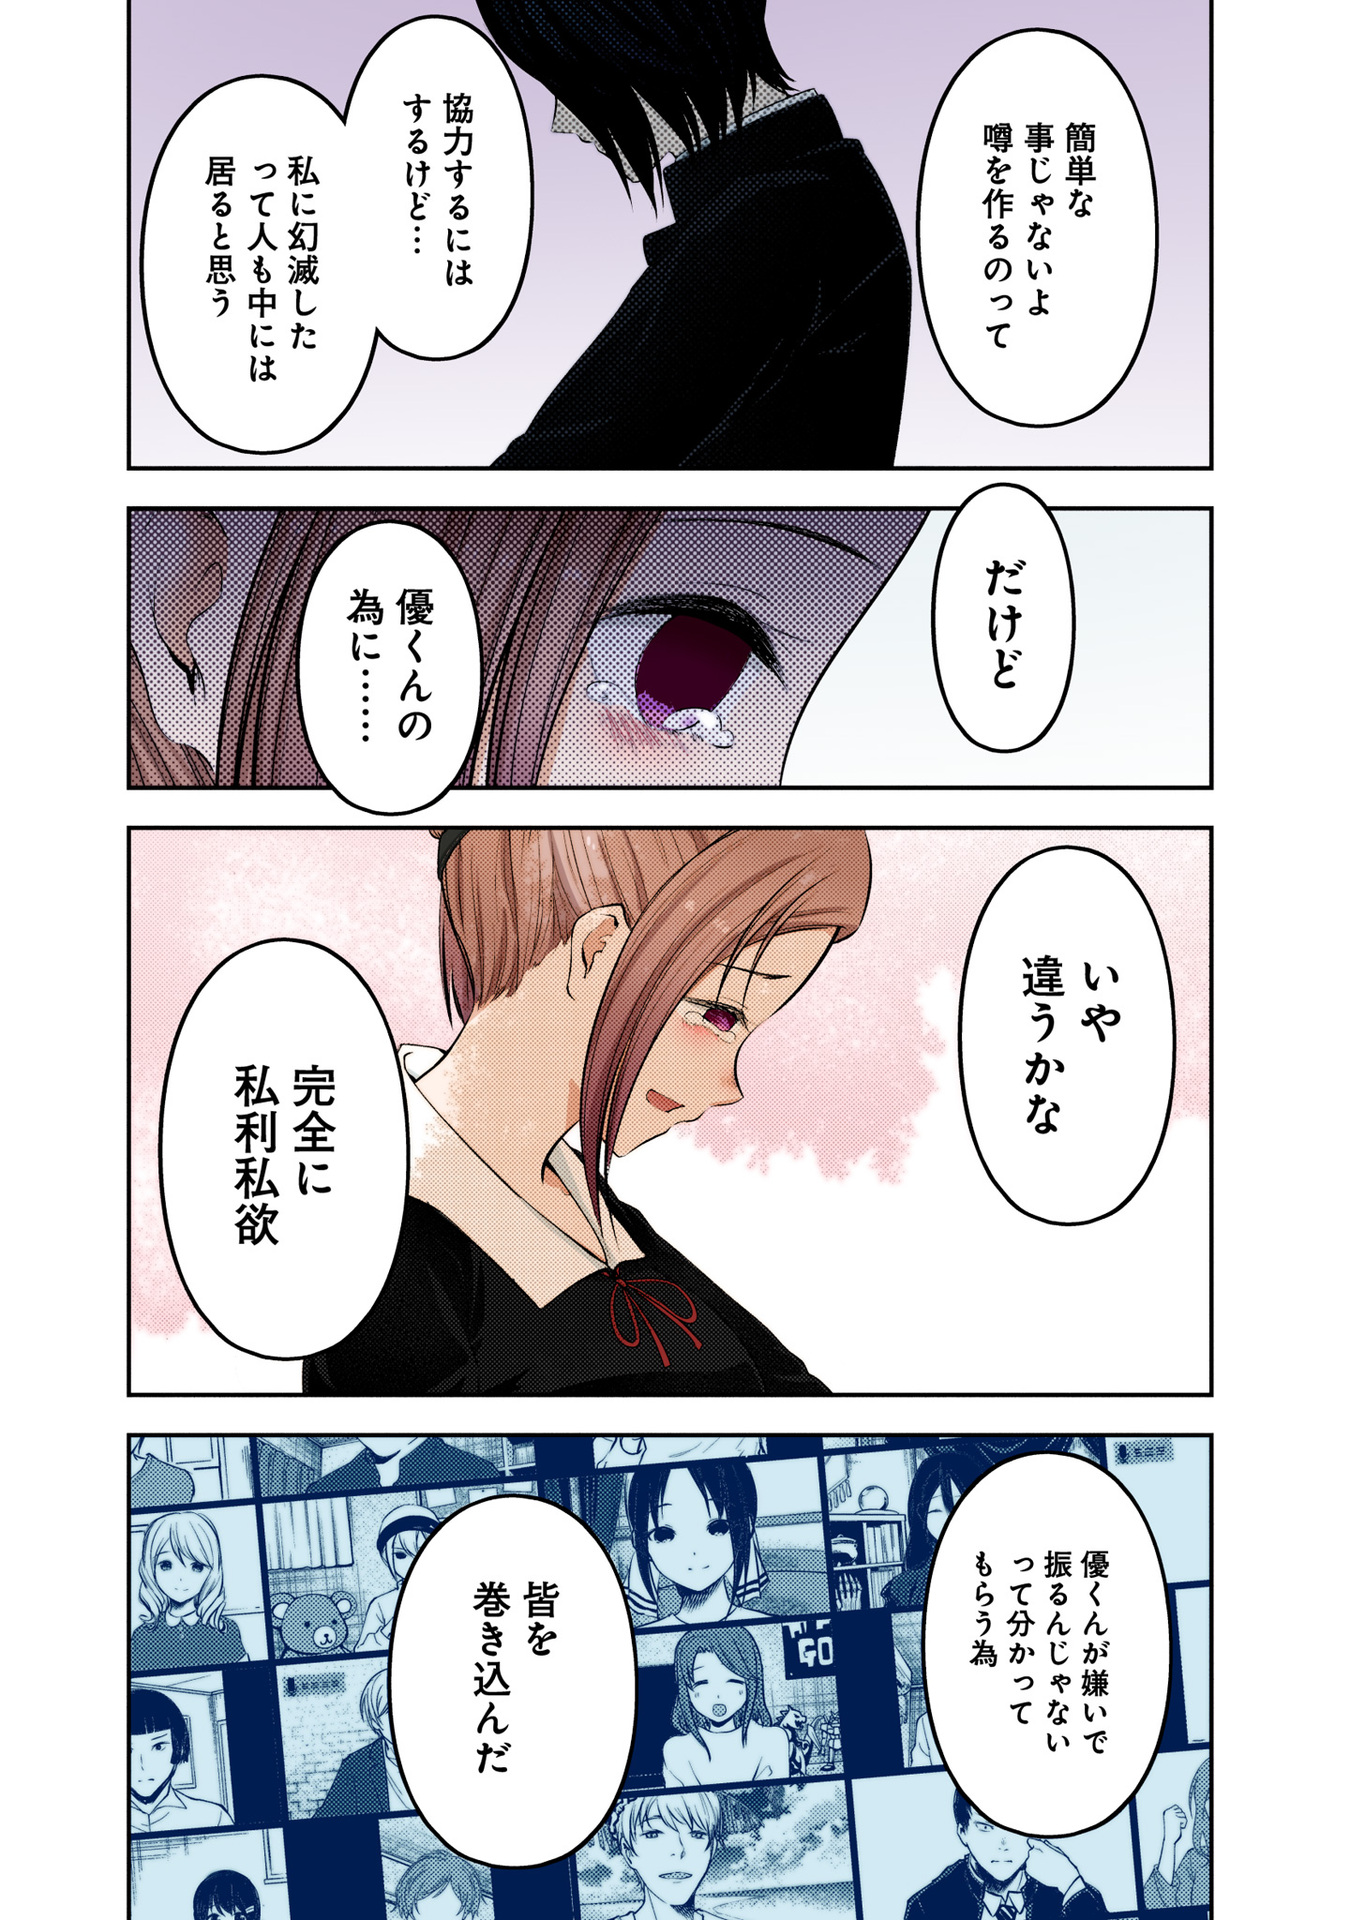 簡単な
事じゃないよ
噂を作るのって
協力するには
するけど…
私に幻滅した
って人も中には
居ると思う
だけど
優くんの
為に……
いや
違うかな
完全に
私利私欲
優くんが嫌いで
振るんじゃない
って分かって
もらう為
皆を
巻き込んだ
GO